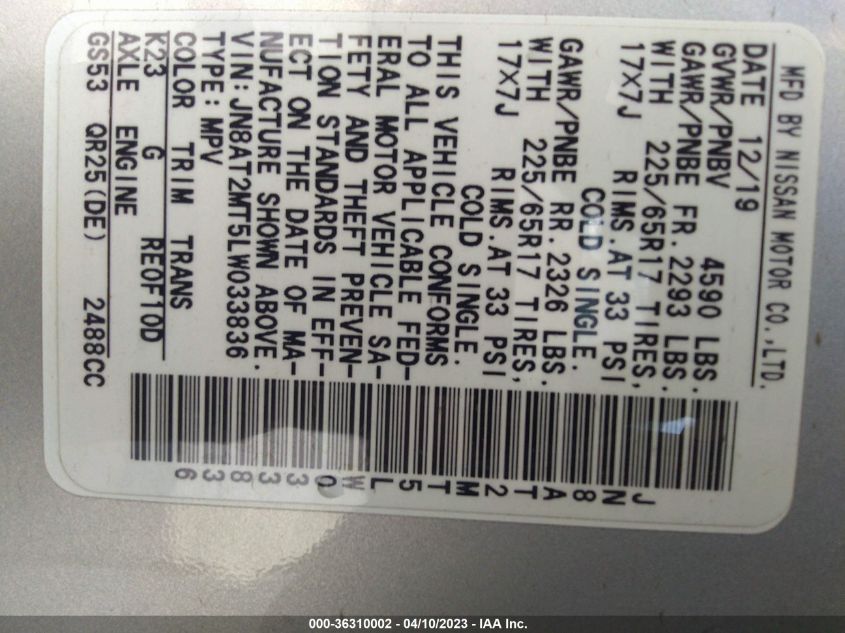 MFD BY NISSAN MOTOR CO.,LTD.
DATE 12/19
GVWR/PNBV 4590 LBS.
GAWR/PNBE FR. 2293 LBS.
WITH 225/65R17 TIRES,
17X7J RIMS.AT 33 PSI
COLD SINGLE.
GAWR/PNBE RR. 2326 LBS.
WITH 225/65R17 TIRES,
17X7J RIMS AT 33 PSI
COLD SINGLE.
THIS VEHICLE CONFORMS
TO ALL APPLICABLE FED-
ERAL MOTOR VEHICLE SA-
FETY AND THEFT PREVEN-
TION STANDARDS IN EFF-
ECT ON THE DATE OF MA-
NUFACTURE SHOWN ABOVE.
VIN:JN8AT2MT5LW033836
TYPE:MPV
COLOR TRIM TRANS
K23 G RE0F10D
AXLE ENGINE
GS53 QR25(DE) 2488CC
JN8AT2MT5LW033836
000-36310002 - 04/10/2023 - IAA Inc.